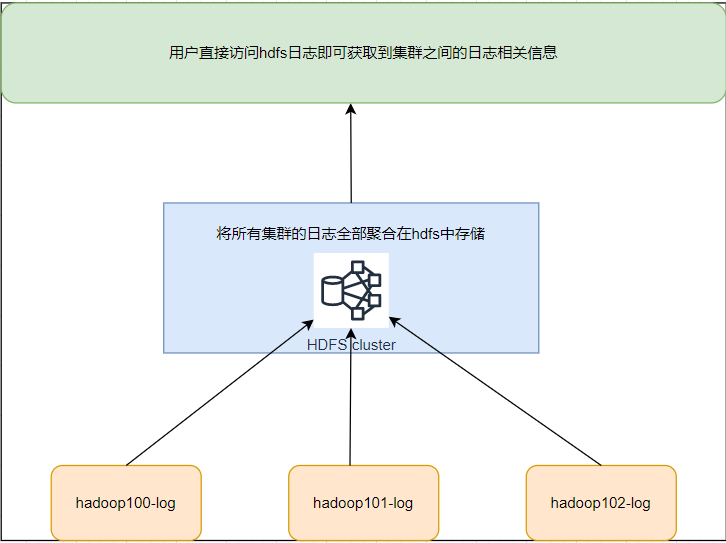 用户直接访问hdfs日志即可获取到集群之间的日志相关信息
将所有集群的日志全部聚合在hdfs中存储
HDFS cluster
hadoop100-log
hadoop101-log
hadoop102-log